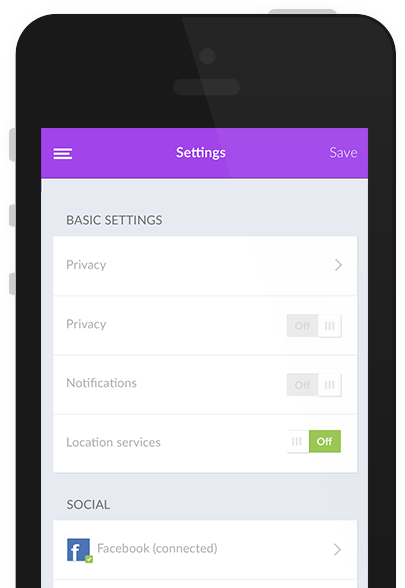 Settings
Save
BASIC SETTINGS
Privacy
Privacy
Off
Notifications
Off
Location services
Off
SOCIAL
f
Facebook (connected)